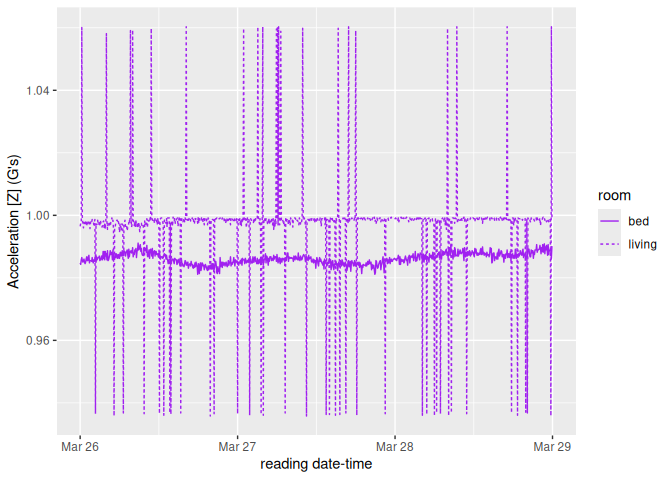 1.04
1.00
0.96
Acceleration [Z] (G's)
Mar 26
Mar 27
Mar 28
Mar 29
reading date-time
room
bed
living